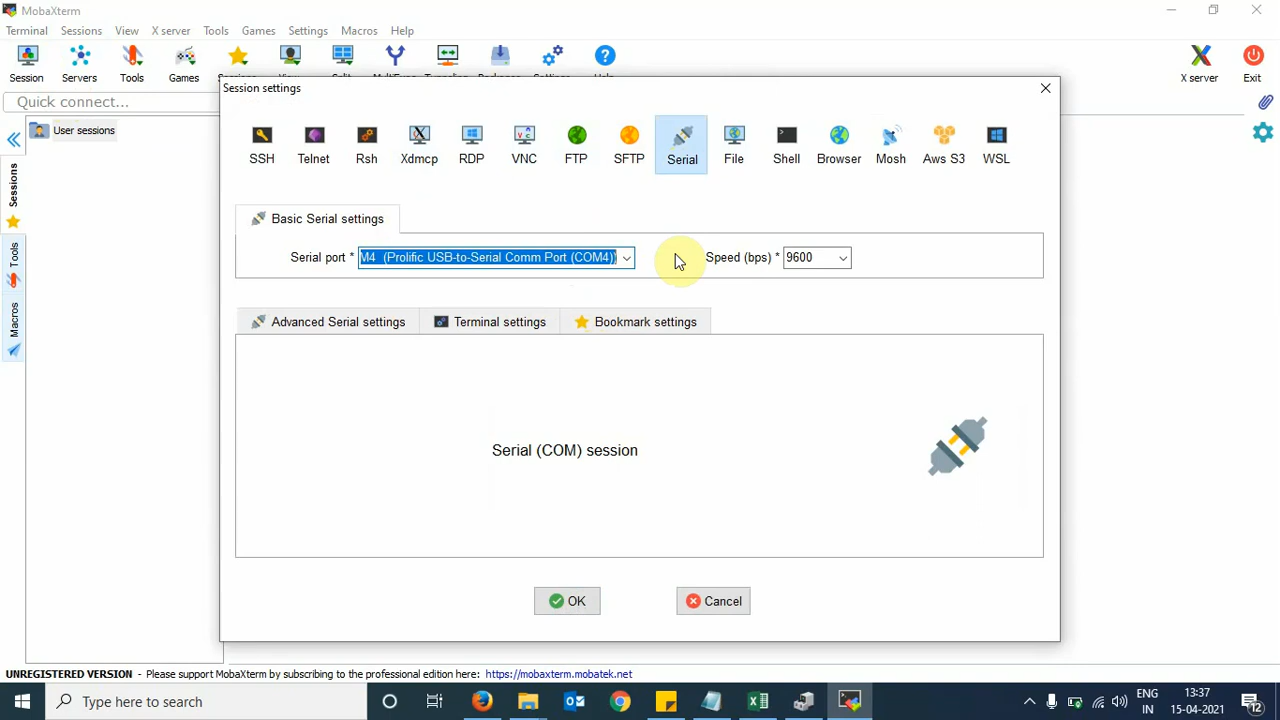 MobaXterm
Terminal Sessions View X server Tools Games Settings Macros Help
Session Servers Tools Games Help X server Exit
Quick connect...
User sessions
Sessions
Tools
Macros
Session settings
SSH Telnet Rsh Xdmcp RDP VNC FTP SFTP Serial File Shell Browser Mosh Aws S3 WSL
Basic Serial settings
Serial port * M4 (Prolific USB-to-Serial Comm Port (COM4)) Speed (bps) * 9600
Advanced Serial settings Terminal settings Bookmark settings
Serial (COM) session
OK Cancel
UNREGISTERED VERSION - Please support MobaXterm by subscribing to the professional edition here: https://mobaxterm.mobatek.net
Type here to search
ENG
IN
13:37
15-04-2021
12